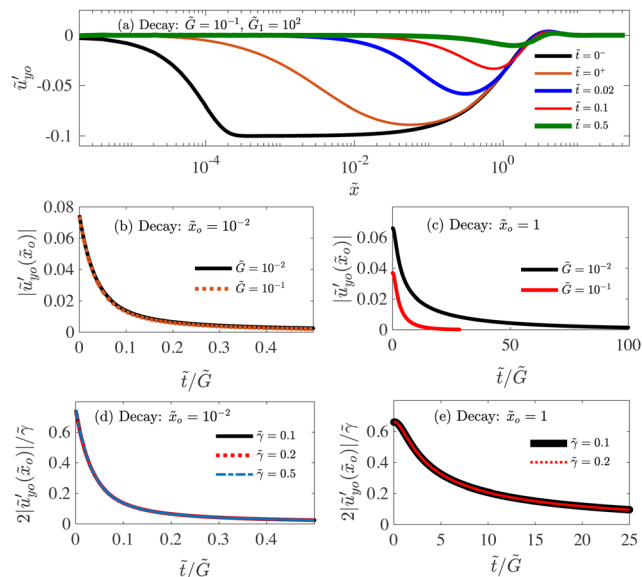 (a) Decay: G̃ = 10⁻¹, G̃₁ = 10²
0
-0.05
-0.1
ũ′yo
t̃ = 0⁻
t̃ = 0⁺
t̃ = 0.02
t̃ = 0.1
t̃ = 0.5
10⁻⁴ 10⁻² 10⁰
x̃
(b) Decay: x̃ₒ = 10⁻²
0.08
0.06
0.04
0.02
0
|ũ′yo(x̃ₒ)|
G̃ = 10⁻²
G̃ = 10⁻¹
0 0.1 0.2 0.3 0.4
t̃/G̃
(c) Decay: x̃ₒ = 1
0.08
0.06
0.04
0.02
0
|ũ′yo(x̃ₒ)|
G̃ = 10⁻²
G̃ = 10⁻¹
0 50 100
t̃/G̃
(d) Decay: x̃ₒ = 10⁻²
0.6
0.4
0.2
0
2|ũ′yo(x̃ₒ)|/γ̃
γ̃ = 0.1
γ̃ = 0.2
γ̃ = 0.5
0 0.1 0.2 0.3 0.4
t̃/G̃
(e) Decay: x̃ₒ = 1
0.6
0.4
0.2
0
2|ũ′yo(x̃ₒ)|/γ̃
γ̃ = 0.1
γ̃ = 0.2
0 5 10 15 20 25
t̃/G̃